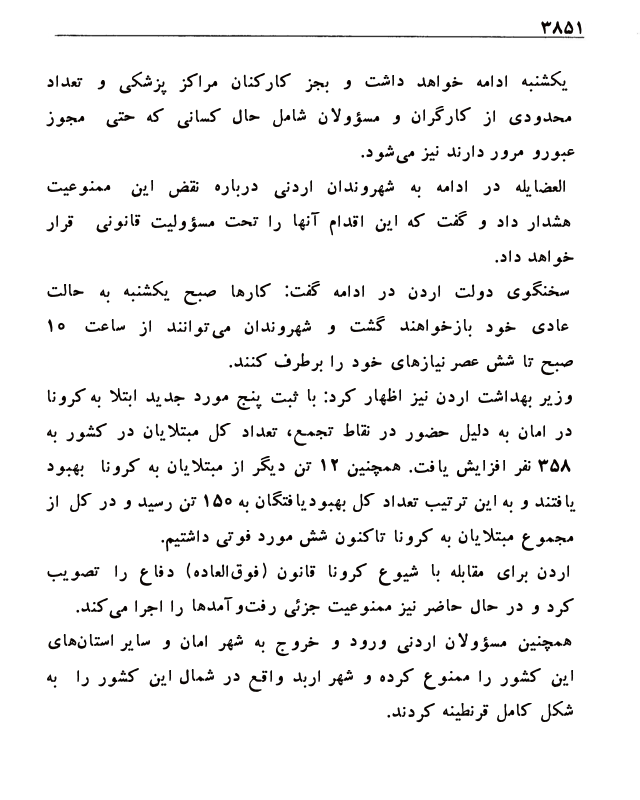 ۳۸۵۱
یکشنبه ادامه خواهد داشت و بجز کارکنان مراکز پزشکی و تعداد
محدودی از کارگران و مسؤولان شامل حال کسانی که حتی مجوز
عبورو مرور دارند نیز می‌شود.
العضایله در ادامه به شهروندان اردنی درباره نقض این ممنوعیت
هشدار داد و گفت که این اقدام آنها را تحت مسؤولیت قانونی قرار
خواهد داد.
سخنگوی دولت اردن در ادامه گفت: کارها صبح یکشنبه به حالت
عادی خود بازخواهند گشت و شهروندان می‌توانند از ساعت ۱۰
صبح تا شش عصر نیازهای خود را برطرف کنند.
وزیر بهداشت اردن نیز اظهار کرد: با ثبت پنج مورد جدید ابتلا به کرونا
در امان به دلیل حضور در نقاط تجمع، تعداد کل مبتلایان در کشور به
۳۵۸ نفر افزایش یافت. همچنین ۱۲ تن دیگر از مبتلایان به کرونا بهبود
یافتند و به این ترتیب تعداد کل بهبودیافتگان به ۱۵۰ تن رسید و در کل از
مجموع مبتلایان به کرونا تاکنون شش مورد فوتی داشتیم.
اردن برای مقابله با شیوع کرونا قانون (فوق‌العاده) دفاع را تصویب
کرد و در حال حاضر نیز ممنوعیت جزئی رفت‌وآمدها را اجرا می‌کند.
همچنین مسؤولان اردنی ورود و خروج به شهر امان و سایر استان‌های
این کشور را ممنوع کرده و شهر اربد واقع در شمال این کشور را به
شکل کامل قرنطینه کردند.